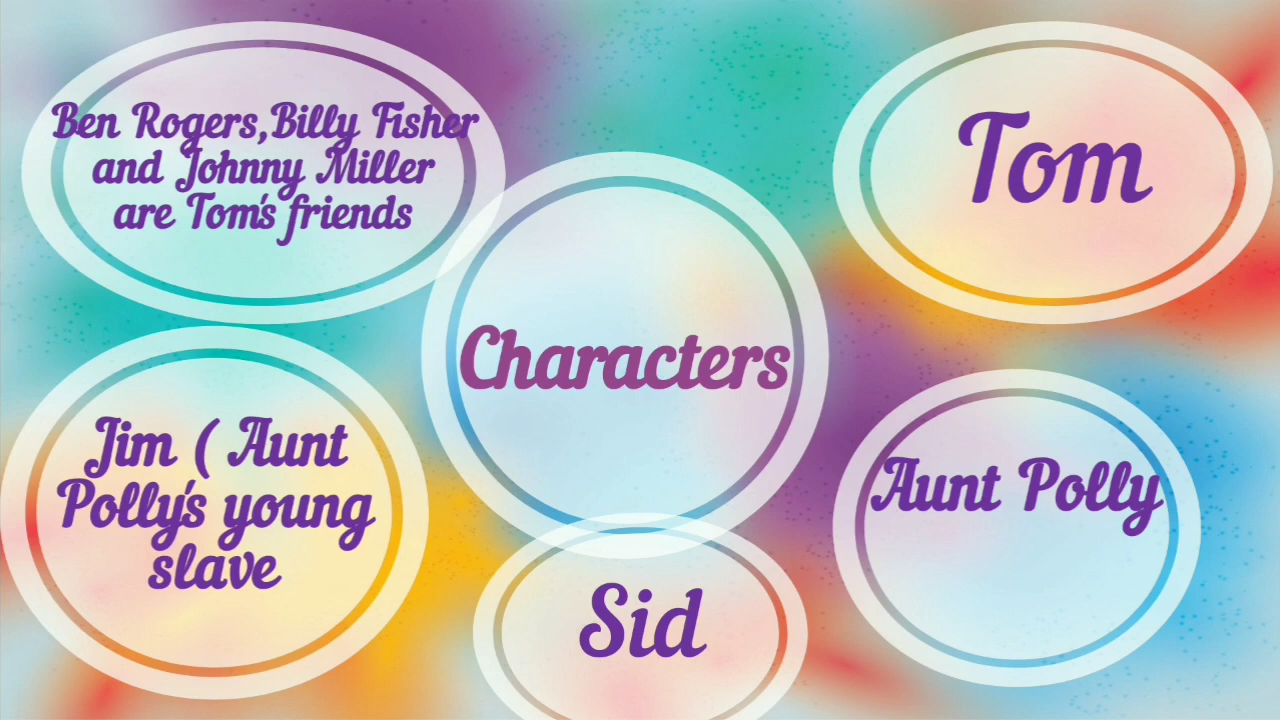 Ben Rogers,Billy Fisher
and Johnny Miller
are Tom's friends
Tom
Characters
Jim ( Aunt
Polly's young
slave
Aunt Polly
Sid